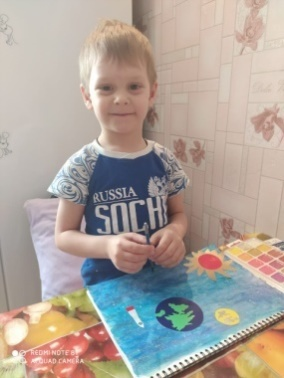 RUSSIA
SOCHI
REDMI NOTE 8
AI QUAD CAMERA